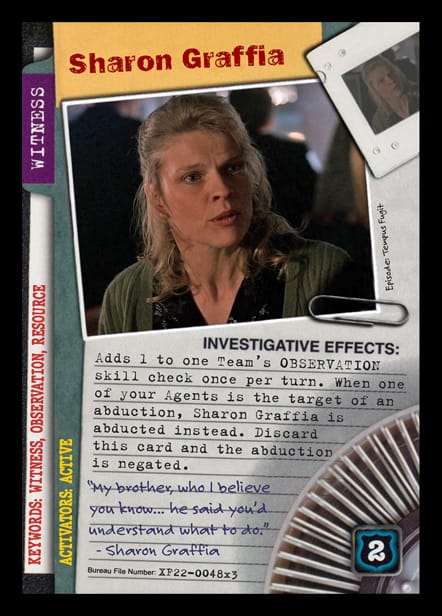 Sharon Graffia
WITNESS
Episode: Tempus Fugit
KEYWORDS: WITNESS, OBSERVATION, RESOURCE
ACTIVATORS: ACTIVE
INVESTIGATIVE EFFECTS:
Adds 1 to one Team's OBSERVATION
skill check once per turn. When one
of your Agents is the target of an
abduction, Sharon Graffia is
abducted instead. Discard
this card and the abduction
is negated.
"My brother, who I believe
you know... he said you'd
understand what to do."
- Sharon Graffia
Bureau File Number: XF22-0048x3
2